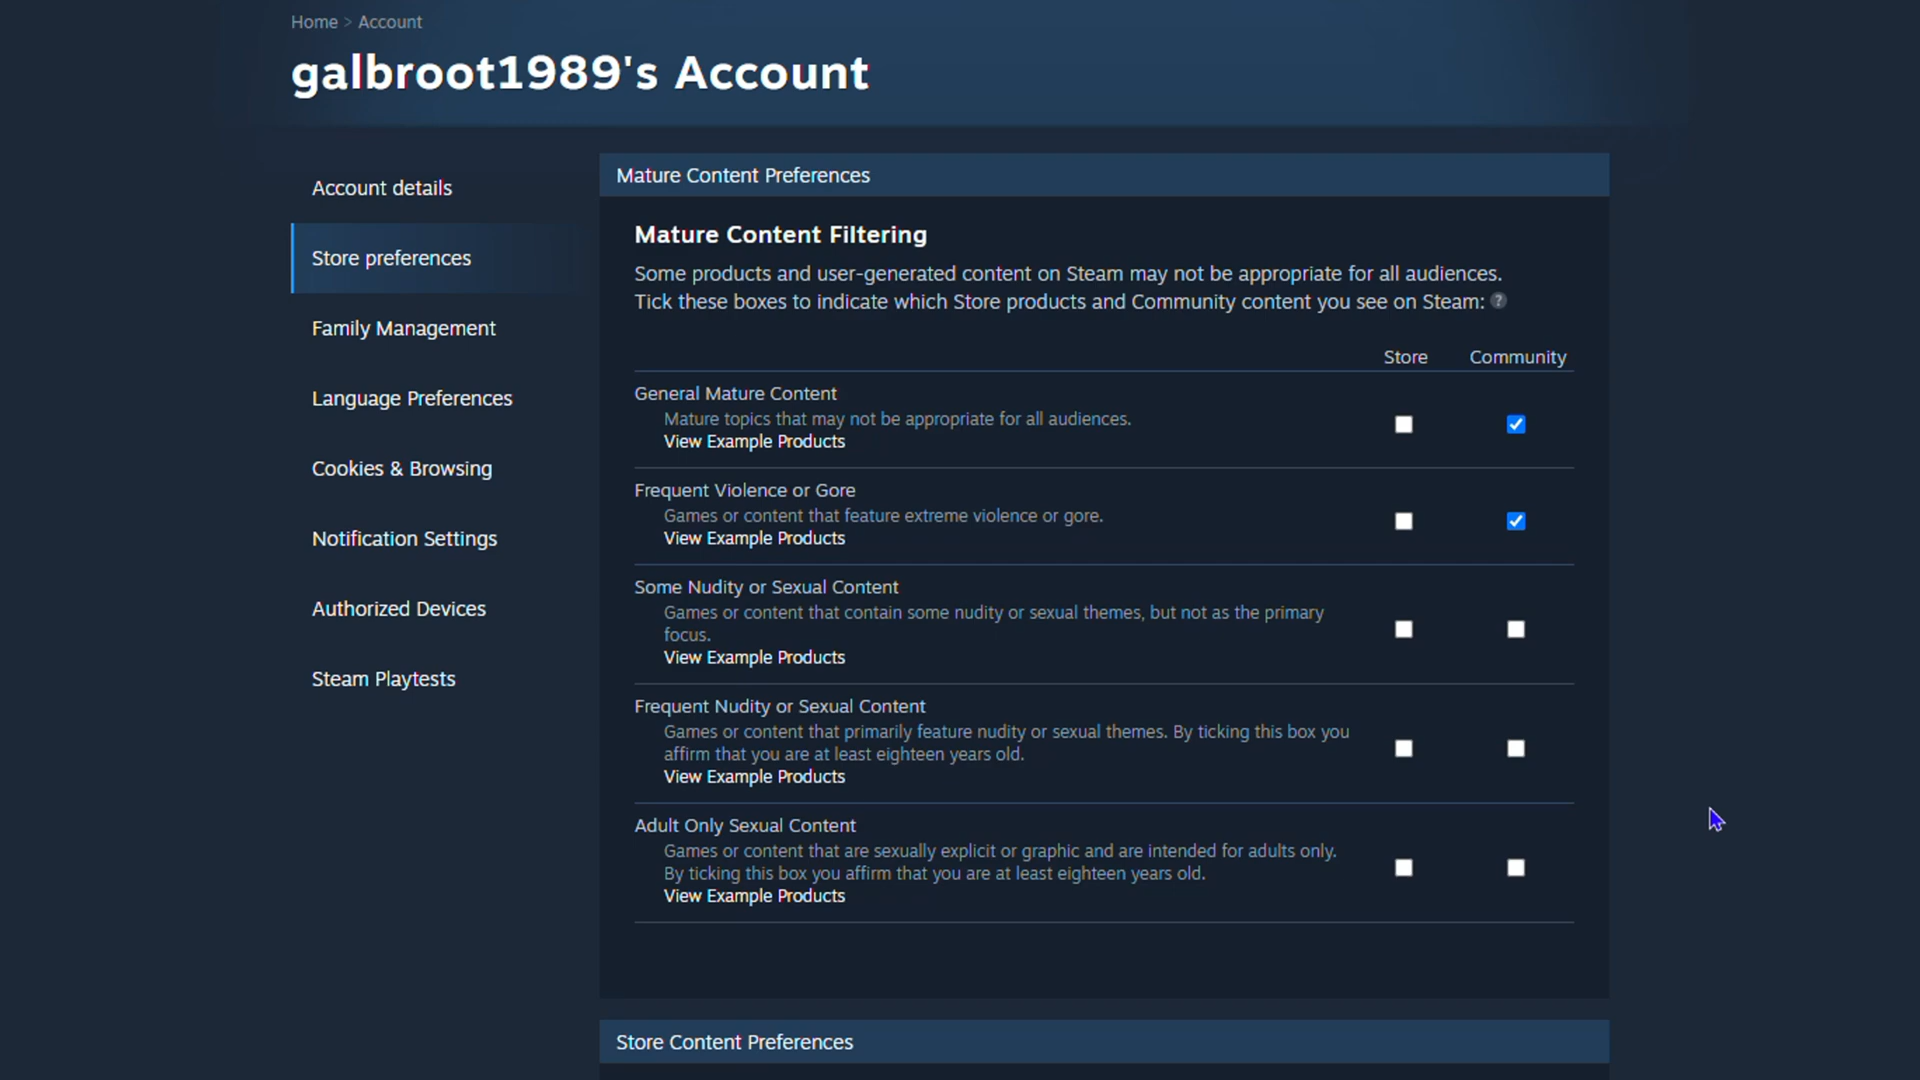 Home > Account
galbroot1989's Account
Account details
Store preferences
Family Management
Language Preferences
Cookies & Browsing
Notification Settings
Authorized Devices
Steam Playtests
Mature Content Preferences
Mature Content Filtering
Some products and user-generated content on Steam may not be appropriate for all audiences.
Tick these boxes to indicate which Store products and Community content you see on Steam: ?
Store Community
General Mature Content
Mature topics that may not be appropriate for all audiences.
View Example Products
Frequent Violence or Gore
Games or content that feature extreme violence or gore.
View Example Products
Some Nudity or Sexual Content
Games or content that contain some nudity or sexual themes, but not as the primary
focus.
View Example Products
Frequent Nudity or Sexual Content
Games or content that primarily feature nudity or sexual themes. By ticking this box you
affirm that you are at least eighteen years old.
View Example Products
Adult Only Sexual Content
Games or content that are sexually explicit or graphic and are intended for adults only.
By ticking this box you affirm that you are at least eighteen years old.
View Example Products
Store Content Preferences